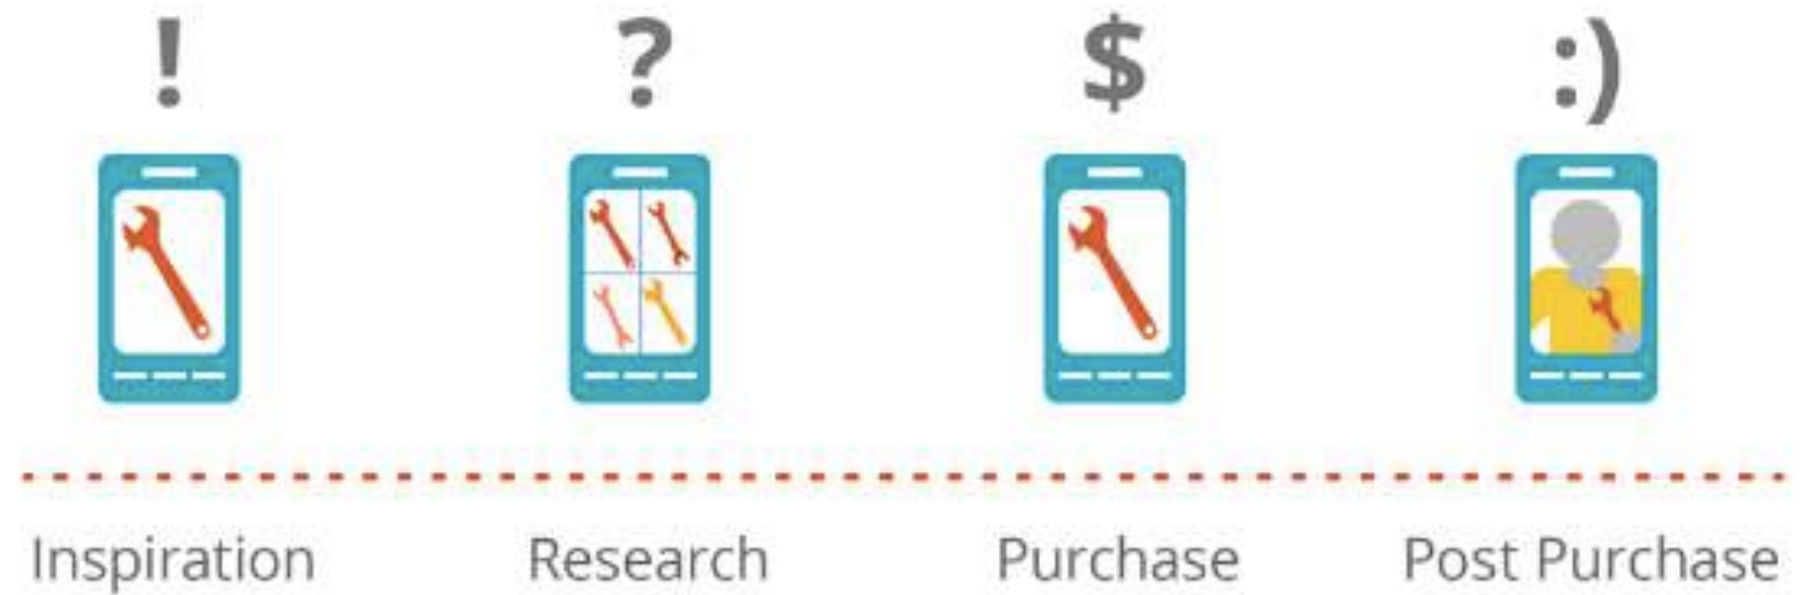 ! ? $ :)
Inspiration Research Purchase Post Purchase